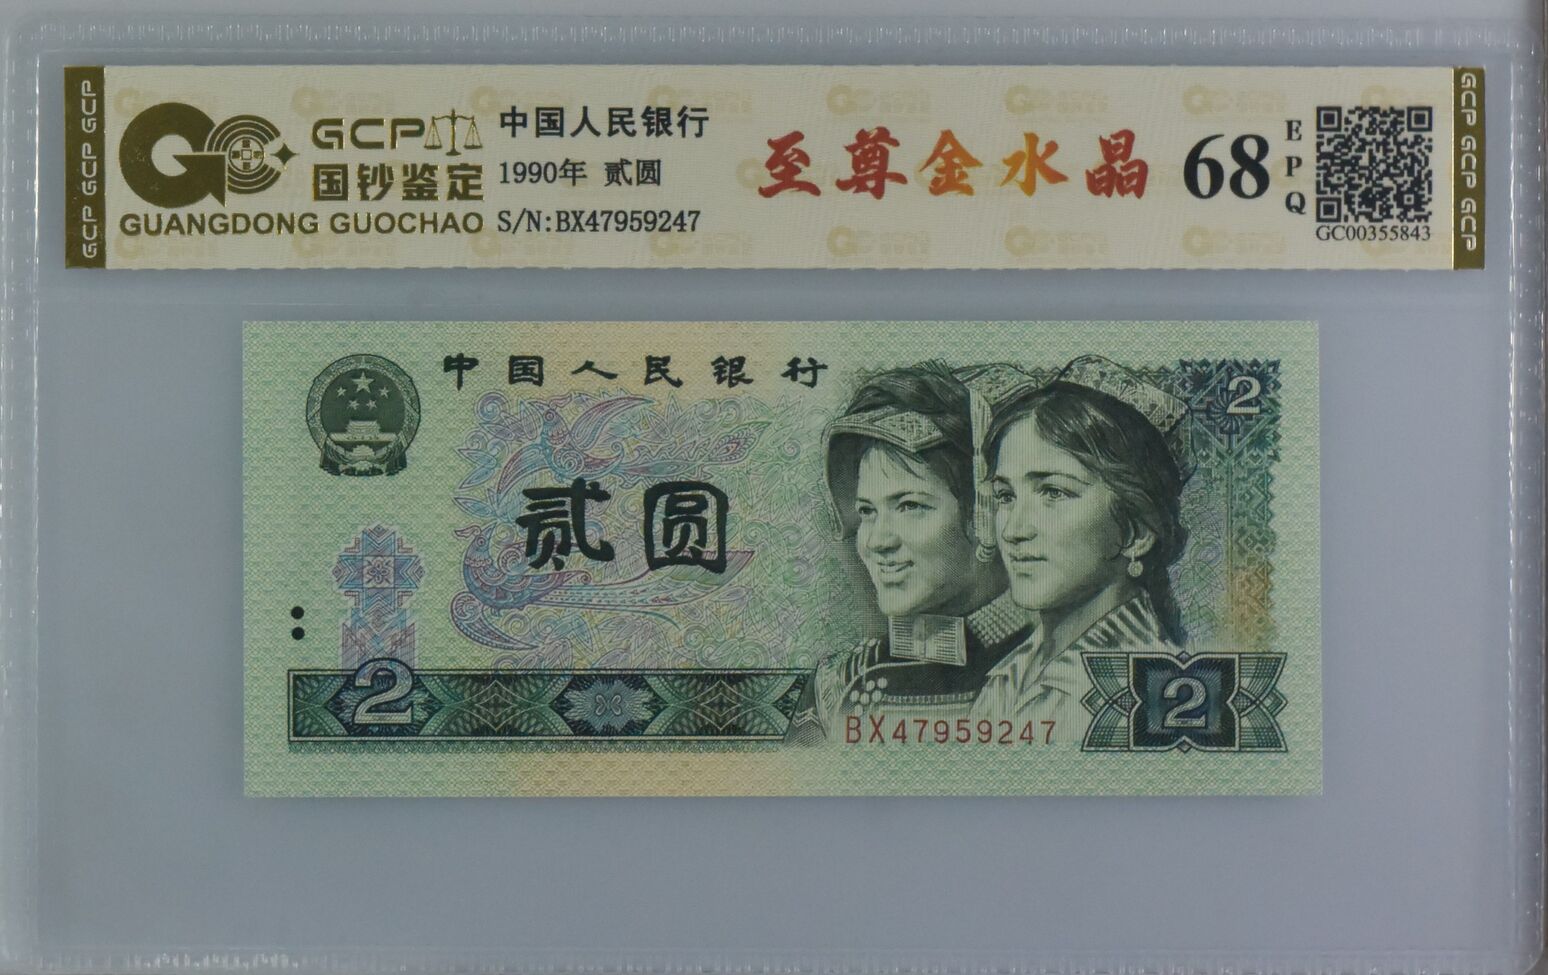 GCP GCP GCP
GCP
国钞鉴定
GUANGDONG GUOCHAO
中国人民银行
1990年 贰圆
S/N:BX47959247
至尊金水晶
68
EPQ
GC00355843
GCP GCP GCP
中国人民银行
2
贰圆
2
2
BX47959247